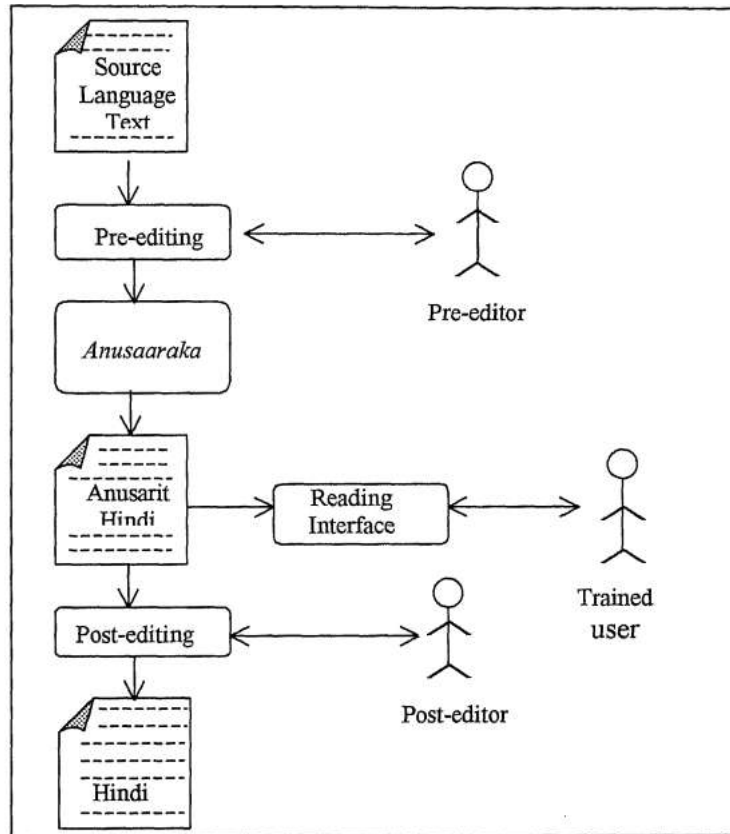 Source
Language
Text
Pre-editing
Pre-editor
Anusaaraka
Anusarit
Hindi
Reading
Interface
Trained
user
Post-editing
Post-editor
Hindi